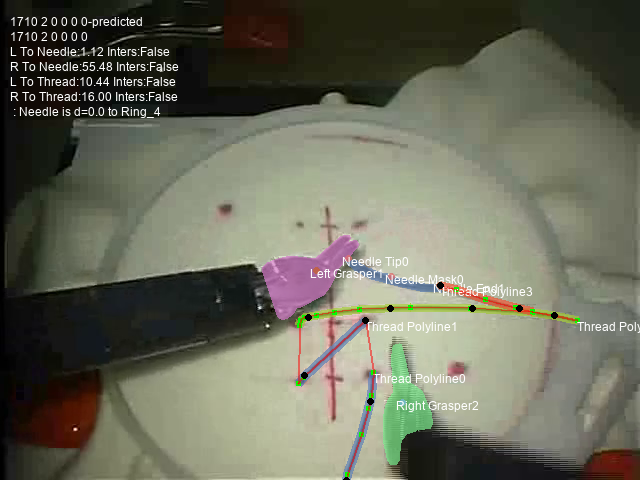 1710 2 0 0 0 0-predicted
1710 2 0 0 0 0
L To Needle:1.12 Inters:False
R To Needle:55.48 Inters:False
L To Thread:10.44 Inters:False
R To Thread:16.00 Inters:False
: Needle is d=0.0 to Ring_4
Needle Tip0
Left Grasper1
Needle Mask0
Thread Polyline3
Thread Polyline1
Thread Poly
Thread Polyline0
Right Grasper2